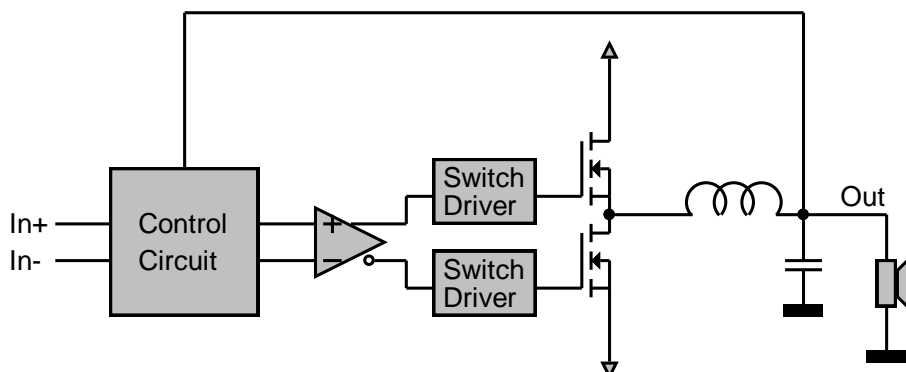 Switch
Driver
In+
In-
Control
Circuit
+
−
Switch
Driver
Out